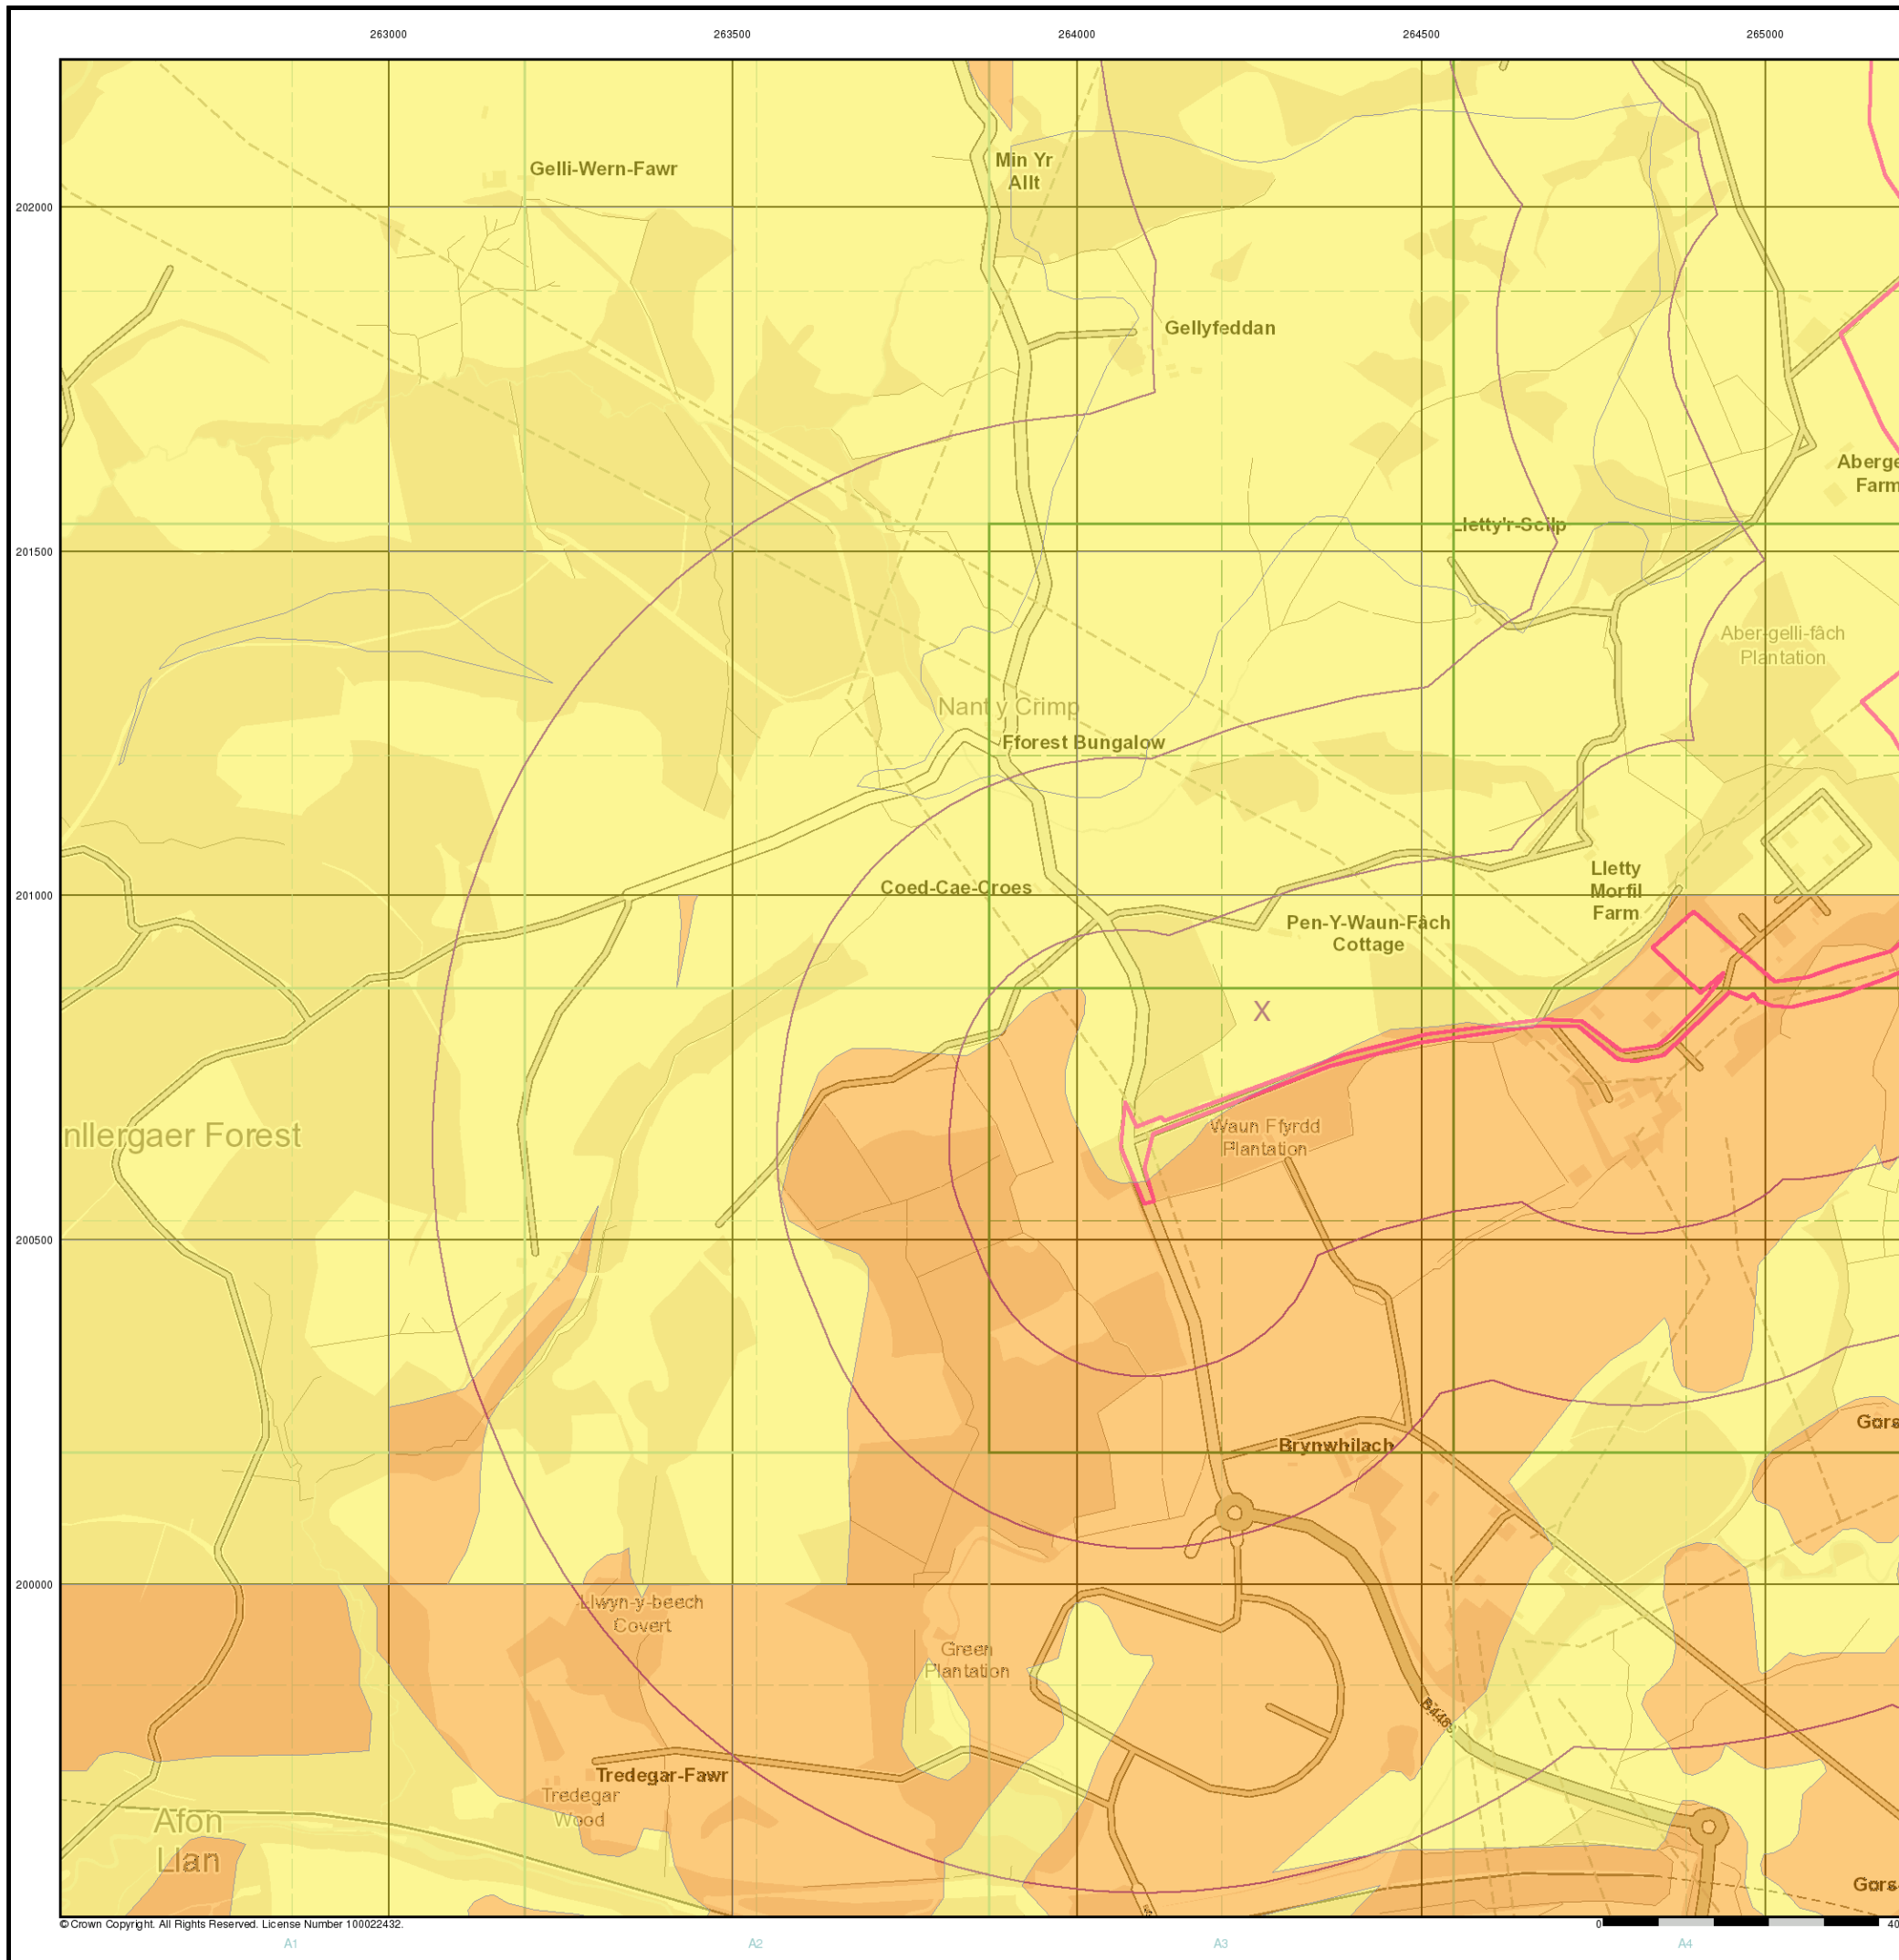 263000 263500 264000 264500 265000
Gelli-Wern-Fawr
Min Yr
Allt
202000
Gellyfeddan
Aberge
Farm
Lletty'r-Scilp
201500
Aber-gelli-fâch
Plantation
Nant y Crimp
Fforest Bungalow
Coed-Cae-Croes
201000
Lletty
Morfil
Farm
Pen-Y-Waun-Fâch
Cottage
X
nllergaer Forest
Waun Ffyrdd
Plantation
200500
Gors
Brynwhilach
200000
Llwyn-y-beech
Covert
Green
Plantation
Tredegar-Fawr
Tredegar
Wood
Afon
Llan
Gors
© Crown Copyright. All Rights Reserved. License Number 100022432.
0 40
A1 A2 A3 A4